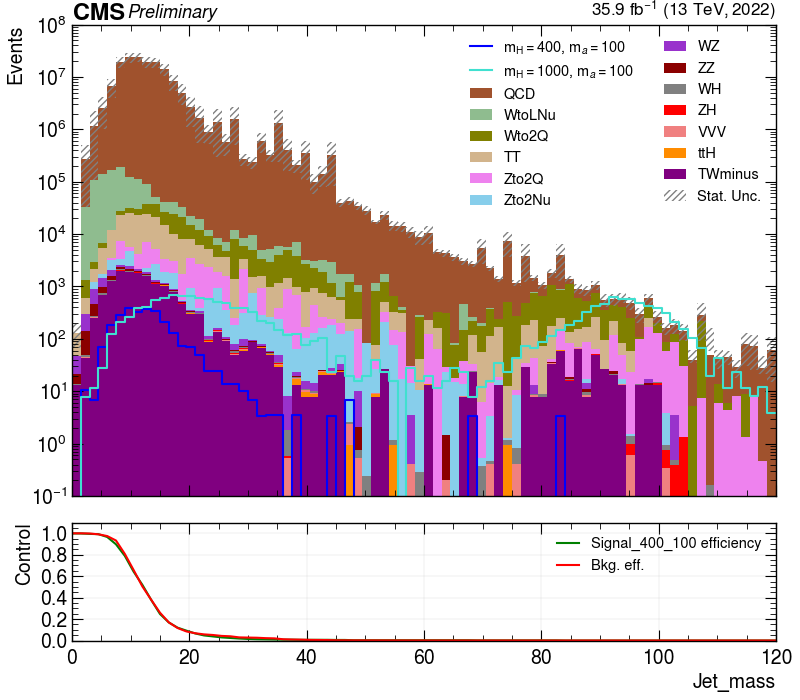 CMS Preliminary
35.9 fb⁻¹ (13 TeV, 2022)
Events
10⁸
10⁷
10⁶
10⁵
10⁴
10³
10²
10¹
10⁰
10⁻¹
m_H = 400, m_a = 100
m_H = 1000, m_a = 100
QCD
WtoLNu
Wto2Q
TT
Zto2Q
Zto2Nu
WZ
ZZ
WH
ZH
VVV
ttH
TWminus
Stat. Unc.
Control
1.0
0.8
0.6
0.4
0.2
0.0
Signal_400_100 efficiency
Bkg. eff.
0 20 40 60 80 100 120
Jet_mass